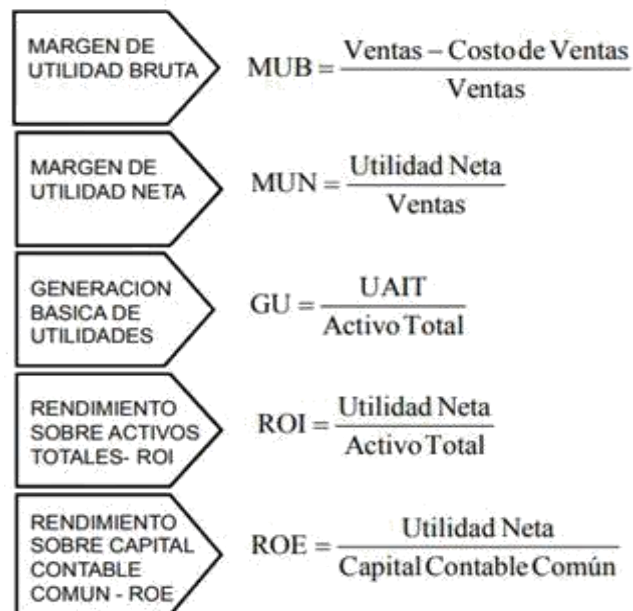 MARGEN DE
UTILIDAD BRUTA
MUB = (Ventas – Costo de Ventas) / Ventas
MARGEN DE
UTILIDAD NETA
MUN = Utilidad Neta / Ventas
GENERACION
BASICA DE
UTILIDADES
GU = UAIT / Activo Total
RENDIMIENTO
SOBRE ACTIVOS
TOTALES- ROI
ROI = Utilidad Neta / Activo Total
RENDIMIENTO
SOBRE CAPITAL
CONTABLE
COMUN - ROE
ROE = Utilidad Neta / Capital Contable Común